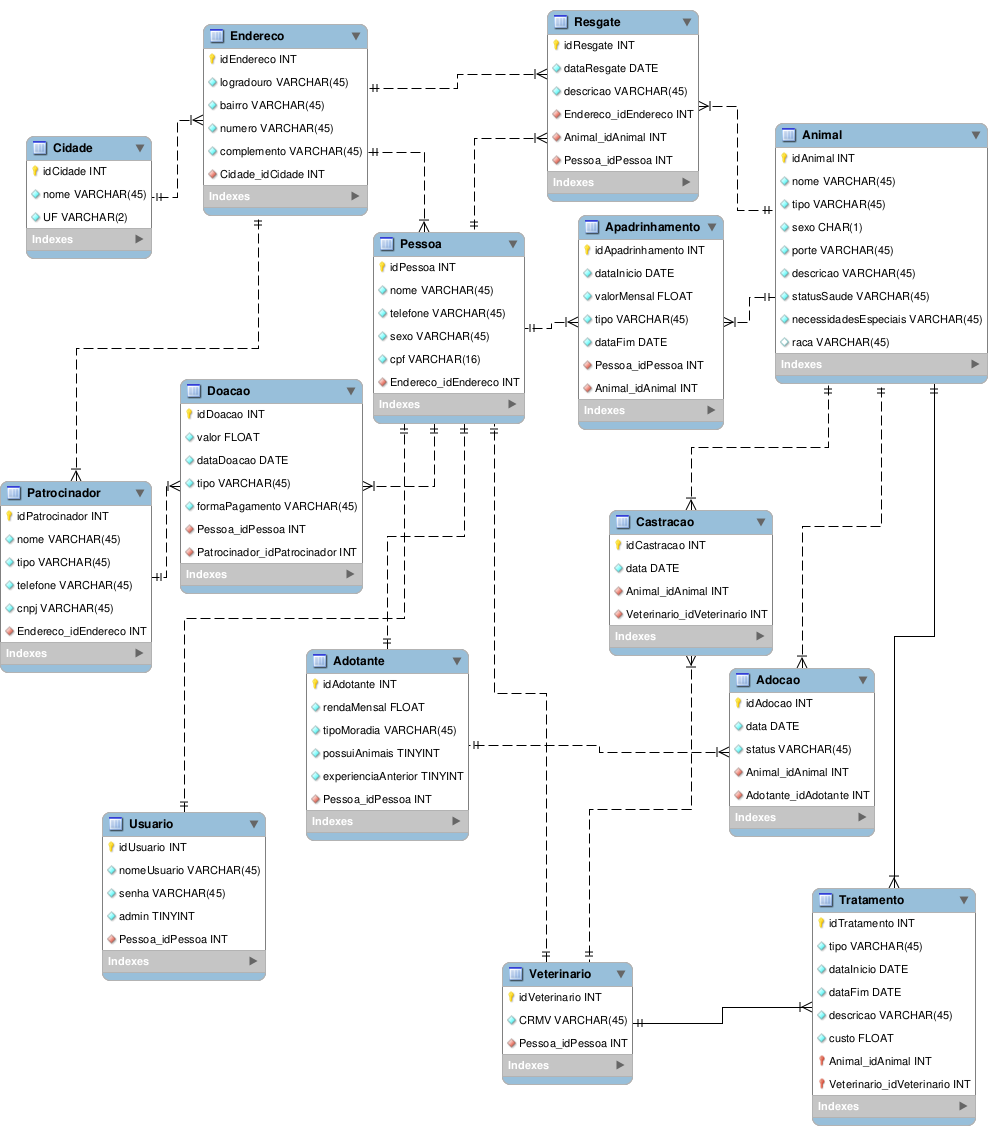 Endereco
idEndereco INT
logradouro VARCHAR(45)
bairro VARCHAR(45)
numero VARCHAR(45)
complemento VARCHAR(45)
Cidade_idCidade INT
Indexes
Resgate
idResgate INT
dataResgate DATE
descricao VARCHAR(45)
Endereco_idEndereco INT
Animal_idAnimal INT
Pessoa_idPessoa INT
Indexes
Cidade
idCidade INT
nome VARCHAR(45)
UF VARCHAR(2)
Indexes
Animal
idAnimal INT
nome VARCHAR(45)
tipo VARCHAR(45)
sexo CHAR(1)
porte VARCHAR(45)
descricao VARCHAR(45)
statusSaude VARCHAR(45)
necessidadesEspeciais VARCHAR(45)
raca VARCHAR(45)
Indexes
Pessoa
idPessoa INT
nome VARCHAR(45)
telefone VARCHAR(45)
sexo VARCHAR(45)
cpf VARCHAR(16)
Endereco_idEndereco INT
Indexes
Apadrinhamento
idApadrinhamento INT
dataInicio DATE
valorMensal FLOAT
tipo VARCHAR(45)
dataFim DATE
Pessoa_idPessoa INT
Animal_idAnimal INT
Indexes
Doacao
idDoacao INT
valor FLOAT
dataDoacao DATE
tipo VARCHAR(45)
formaPagamento VARCHAR(45)
Pessoa_idPessoa INT
Patrocinador_idPatrocinador INT
Indexes
Patrocinador
idPatrocinador INT
nome VARCHAR(45)
tipo VARCHAR(45)
telefone VARCHAR(45)
cnpj VARCHAR(45)
Endereco_idEndereco INT
Indexes
Castracao
idCastracao INT
data DATE
Animal_idAnimal INT
Veterinario_idVeterinario INT
Indexes
Adotante
idAdotante INT
rendaMensal FLOAT
tipoMoradia VARCHAR(45)
possuiAnimais TINYINT
experienciaAnterior TINYINT
Pessoa_idPessoa INT
Indexes
Adocao
idAdocao INT
data DATE
status VARCHAR(45)
Animal_idAnimal INT
Adotante_idAdotante INT
Indexes
Usuario
idUsuario INT
nomeUsuario VARCHAR(45)
senha VARCHAR(45)
admin TINYINT
Pessoa_idPessoa INT
Indexes
Veterinario
idVeterinario INT
CRMV VARCHAR(45)
Pessoa_idPessoa INT
Indexes
Tratamento
idTratamento INT
tipo VARCHAR(45)
dataInicio DATE
dataFim DATE
descricao VARCHAR(45)
custo FLOAT
Animal_idAnimal INT
Veterinario_idVeterinario INT
Indexes